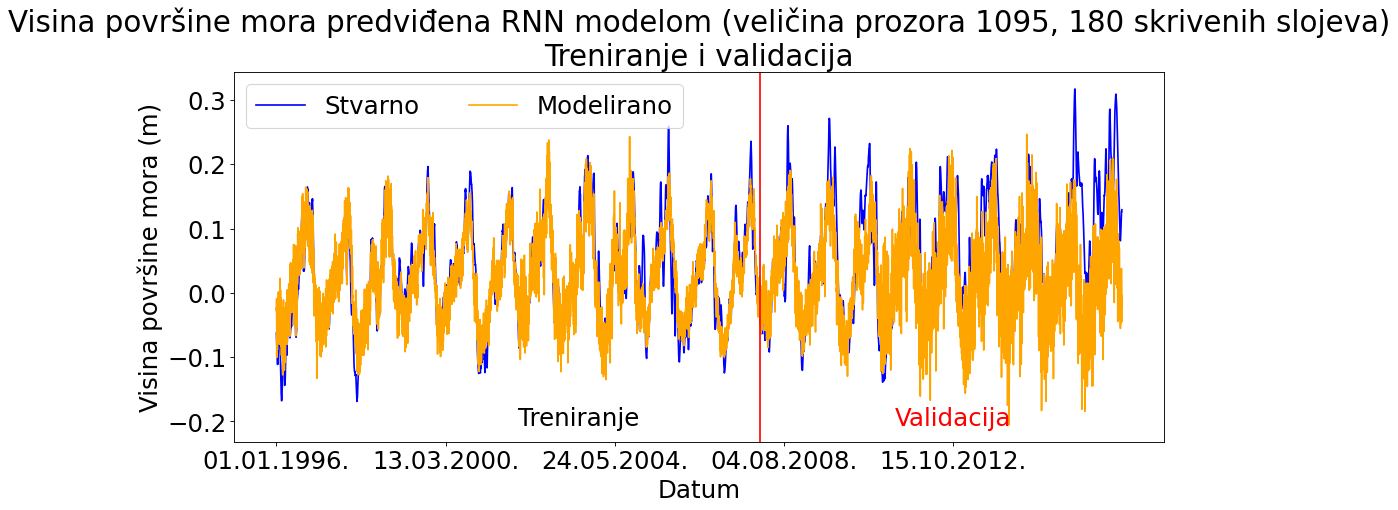 Visina površine mora predviđena RNN modelom (veličina prozora 1095, 180 skrivenih slojeva)
Treniranje i validacija
Stvarno
Modelirano
Visina površine mora (m)
0.3
0.2
0.1
0.0
−0.1
−0.2
Treniranje
Validacija
01.01.1996.
13.03.2000.
24.05.2004.
04.08.2008.
15.10.2012.
Datum